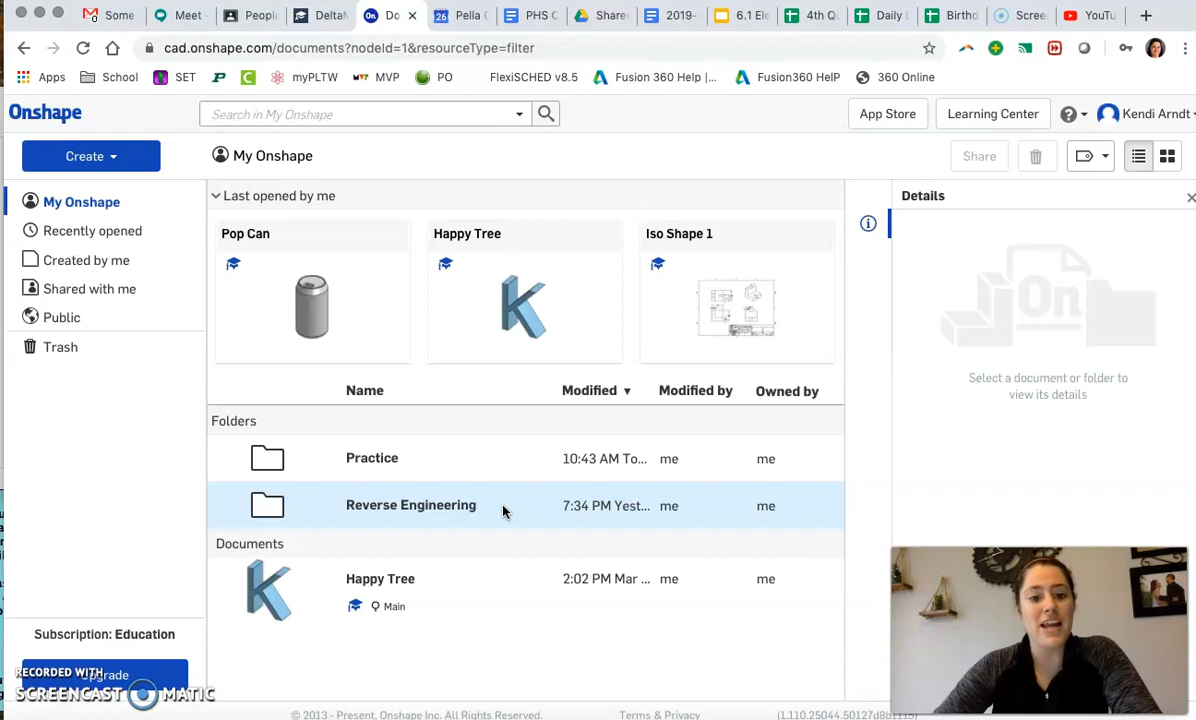 Some
Meet
People
DeltaM
Do
Pella C
PHS C
Share
2019-
6.1 Ele
4th Q
Daily L
Birthd
Scree
YouTu
cad.onshape.com/documents?nodeId=1&resourceType=filter
Apps
School
SET
myPLTW
MVP
PO
FlexiSCHED v8.5
Fusion 360 Help |...
Fusion360 HelP
360 Online
Onshape
Search in My Onshape
App Store
Learning Center
Kendi Arndt
Create
My Onshape
Share
My Onshape
Recently opened
Created by me
Shared with me
Public
Trash
Last opened by me
Pop Can
Happy Tree
Iso Shape 1
Name
Modified
Modified by
Owned by
Folders
Practice
10:43 AM To...
me
me
Reverse Engineering
7:34 PM Yest...
me
me
Documents
Happy Tree
2:02 PM Mar ...
me
me
Main
Details
On
Select a document or folder to
view its details
Subscription: Education
Upgrade
RECORDED WITH
SCREENCAST MATIC
© 2013 - Present, Onshape Inc. All Rights Reserved.
Terms & Privacy